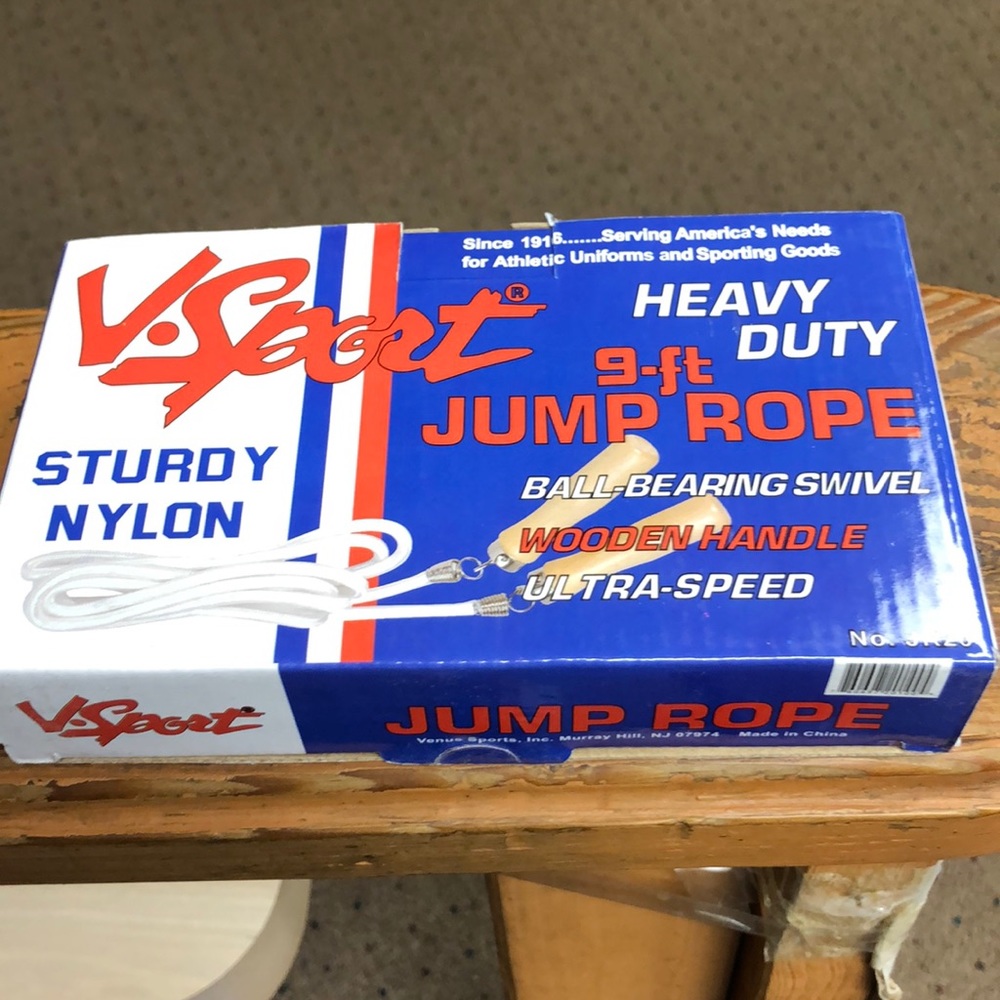 Since 1916.......Serving America's Needs
for Athletic Uniforms and Sporting Goods
V·Sport®
HEAVY
DUTY
9-ft
JUMP ROPE
STURDY
NYLON
BALL-BEARING SWIVEL
WOODEN HANDLE
ULTRA-SPEED
No.
V·Sport
JUMP ROPE
Venue Sports, Inc. Murray Hill, NJ 07974 Made in China